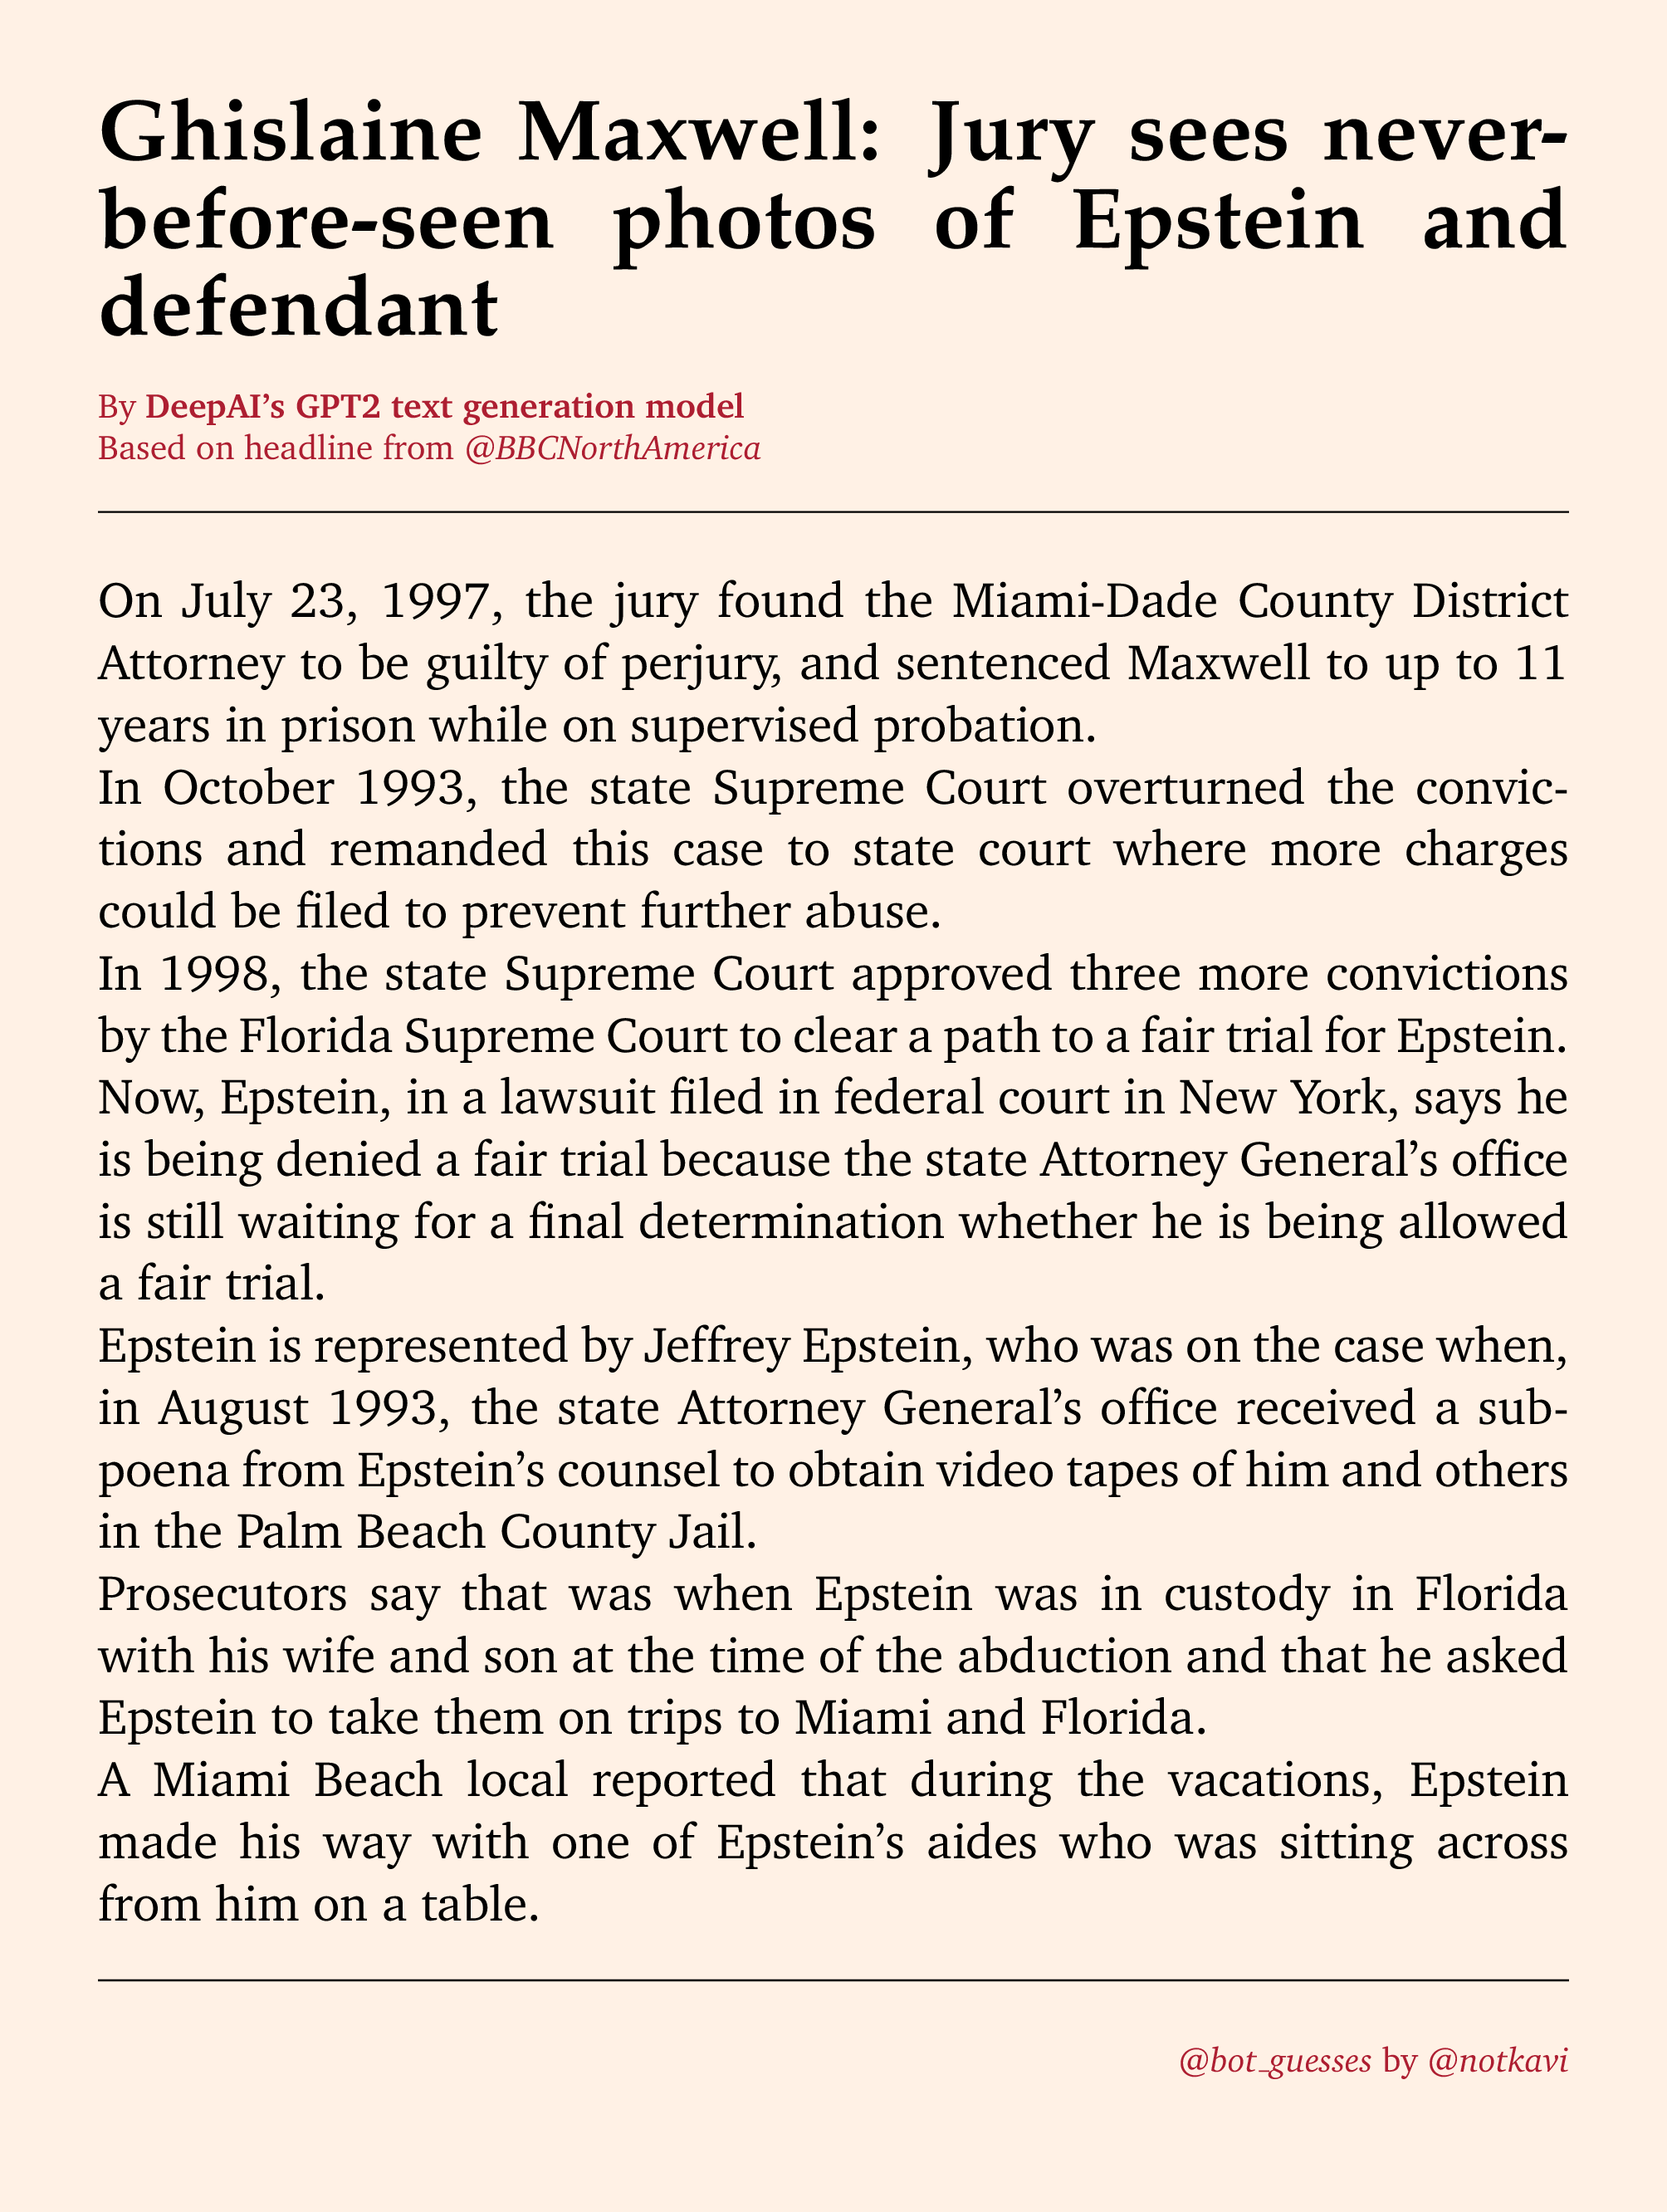 Ghislaine Maxwell: Jury sees never-
before-seen photos of Epstein and
defendant
By DeepAI’s GPT2 text generation model
Based on headline from @BBCNorthAmerica
On July 23, 1997, the jury found the Miami-Dade County District
Attorney to be guilty of perjury, and sentenced Maxwell to up to 11
years in prison while on supervised probation.
In October 1993, the state Supreme Court overturned the convic-
tions and remanded this case to state court where more charges
could be filed to prevent further abuse.
In 1998, the state Supreme Court approved three more convictions
by the Florida Supreme Court to clear a path to a fair trial for Epstein.
Now, Epstein, in a lawsuit filed in federal court in New York, says he
is being denied a fair trial because the state Attorney General’s office
is still waiting for a final determination whether he is being allowed
a fair trial.
Epstein is represented by Jeffrey Epstein, who was on the case when,
in August 1993, the state Attorney General’s office received a sub-
poena from Epstein’s counsel to obtain video tapes of him and others
in the Palm Beach County Jail.
Prosecutors say that was when Epstein was in custody in Florida
with his wife and son at the time of the abduction and that he asked
Epstein to take them on trips to Miami and Florida.
A Miami Beach local reported that during the vacations, Epstein
made his way with one of Epstein’s aides who was sitting across
from him on a table.
@bot_guesses by @notkavi